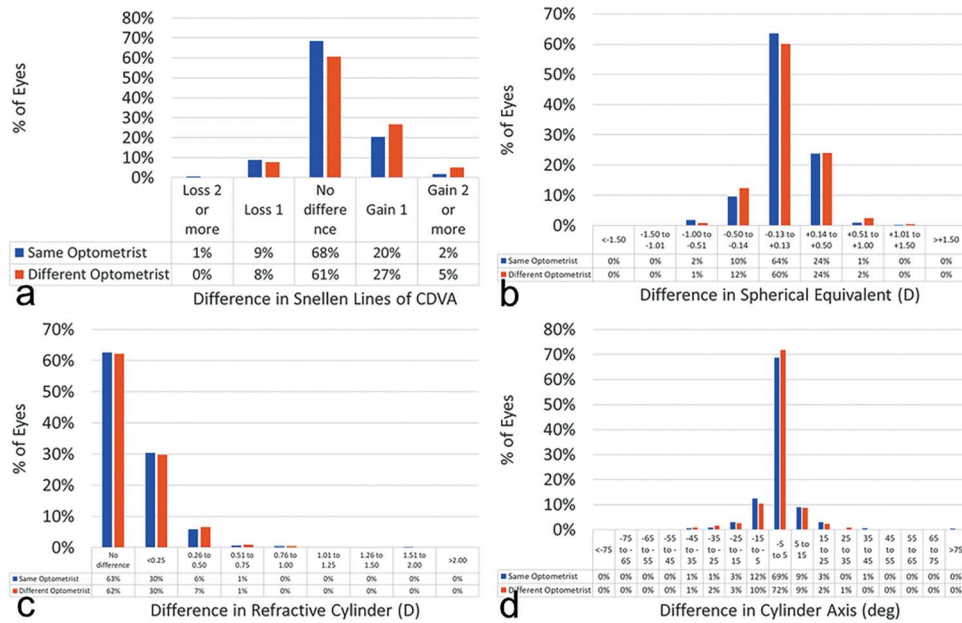 80%
70%
60%
50%
40%
30%
20%
10%
0%
% of Eyes
Loss 2 or more Loss 1 No differe nce Gain 1 Gain 2 or more
Same Optometrist 1% 9% 68% 20% 2%
Different Optometrist 0% 8% 61% 27% 5%
a Difference in Snellen Lines of CDVA
70%
60%
50%
40%
30%
20%
10%
0%
% of Eyes
<-1.50 -1.50 to -1.01 -1.00 to -0.51 -0.50 to -0.14 -0.13 to +0.13 +0.14 to +0.50 +0.51 to +1.00 +1.01 to +1.50 >+1.50
Same Optometrist 0% 0% 2% 10% 64% 24% 1% 0% 0%
Different Optometrist 0% 0% 1% 12% 60% 24% 2% 0% 0%
b Difference in Spherical Equivalent (D)
70%
60%
50%
40%
30%
20%
10%
0%
% of Eyes
No difference <0.25 0.26 to 0.50 0.51 to 0.75 0.76 to 1.00 1.01 to 1.25 1.26 to 1.50 1.51 to 2.00 >2.00
Same Optometrist 63% 30% 6% 1% 0% 0% 0% 0% 0%
Different Optometrist 62% 30% 7% 1% 0% 0% 0% 0% 0%
c Difference in Refractive Cylinder (D)
80%
70%
60%
50%
40%
30%
20%
10%
0%
% of Eyes
<-75 -75 to -65 -65 to -55 -55 to -45 -45 to -35 -35 to -25 -25 to -15 -15 to -5 -5 to 5 5 to 15 15 to 25 25 to 35 35 to 45 45 to 55 55 to 65 65 to 75 >75
Same Optometrist 0% 0% 0% 0% 1% 1% 3% 12% 69% 9% 3% 0% 1% 0% 0% 0% 0%
Different Optometrist 0% 0% 0% 0% 1% 2% 3% 10% 72% 9% 2% 1% 0% 0% 0% 0% 0%
d Difference in Cylinder Axis (deg)